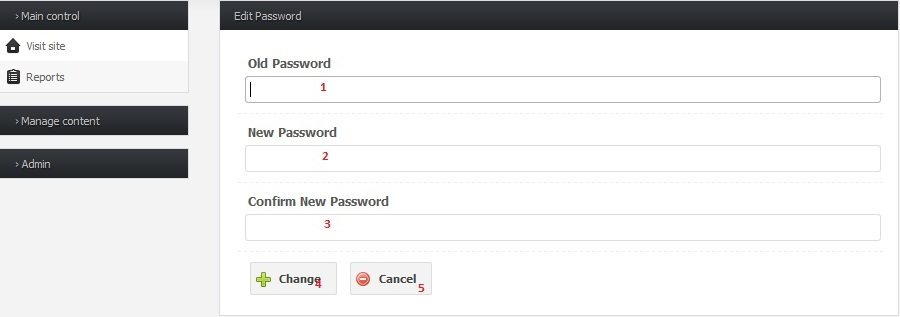 › Main control
Visit site
Reports
› Manage content
› Admin
Edit Password
Old Password
1
New Password
2
Confirm New Password
3
Change
4
Cancel
5